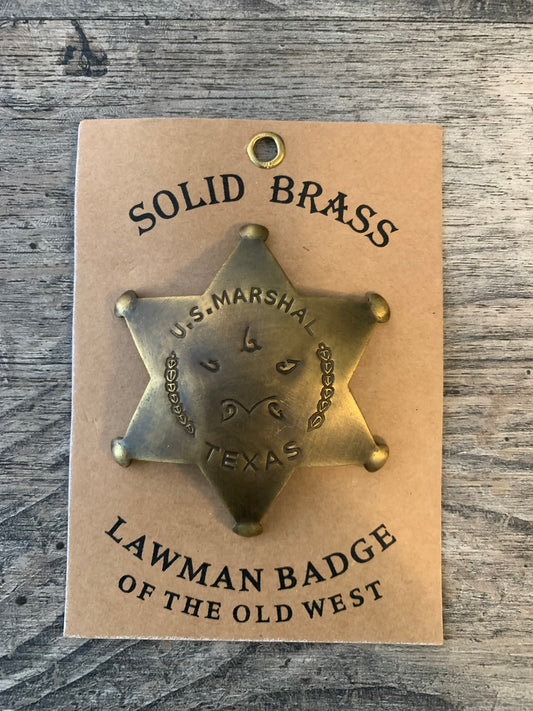 SOLID BRASS
U.S. MARSHAL
TEXAS
LAWMAN BADGE
OF THE OLD WEST